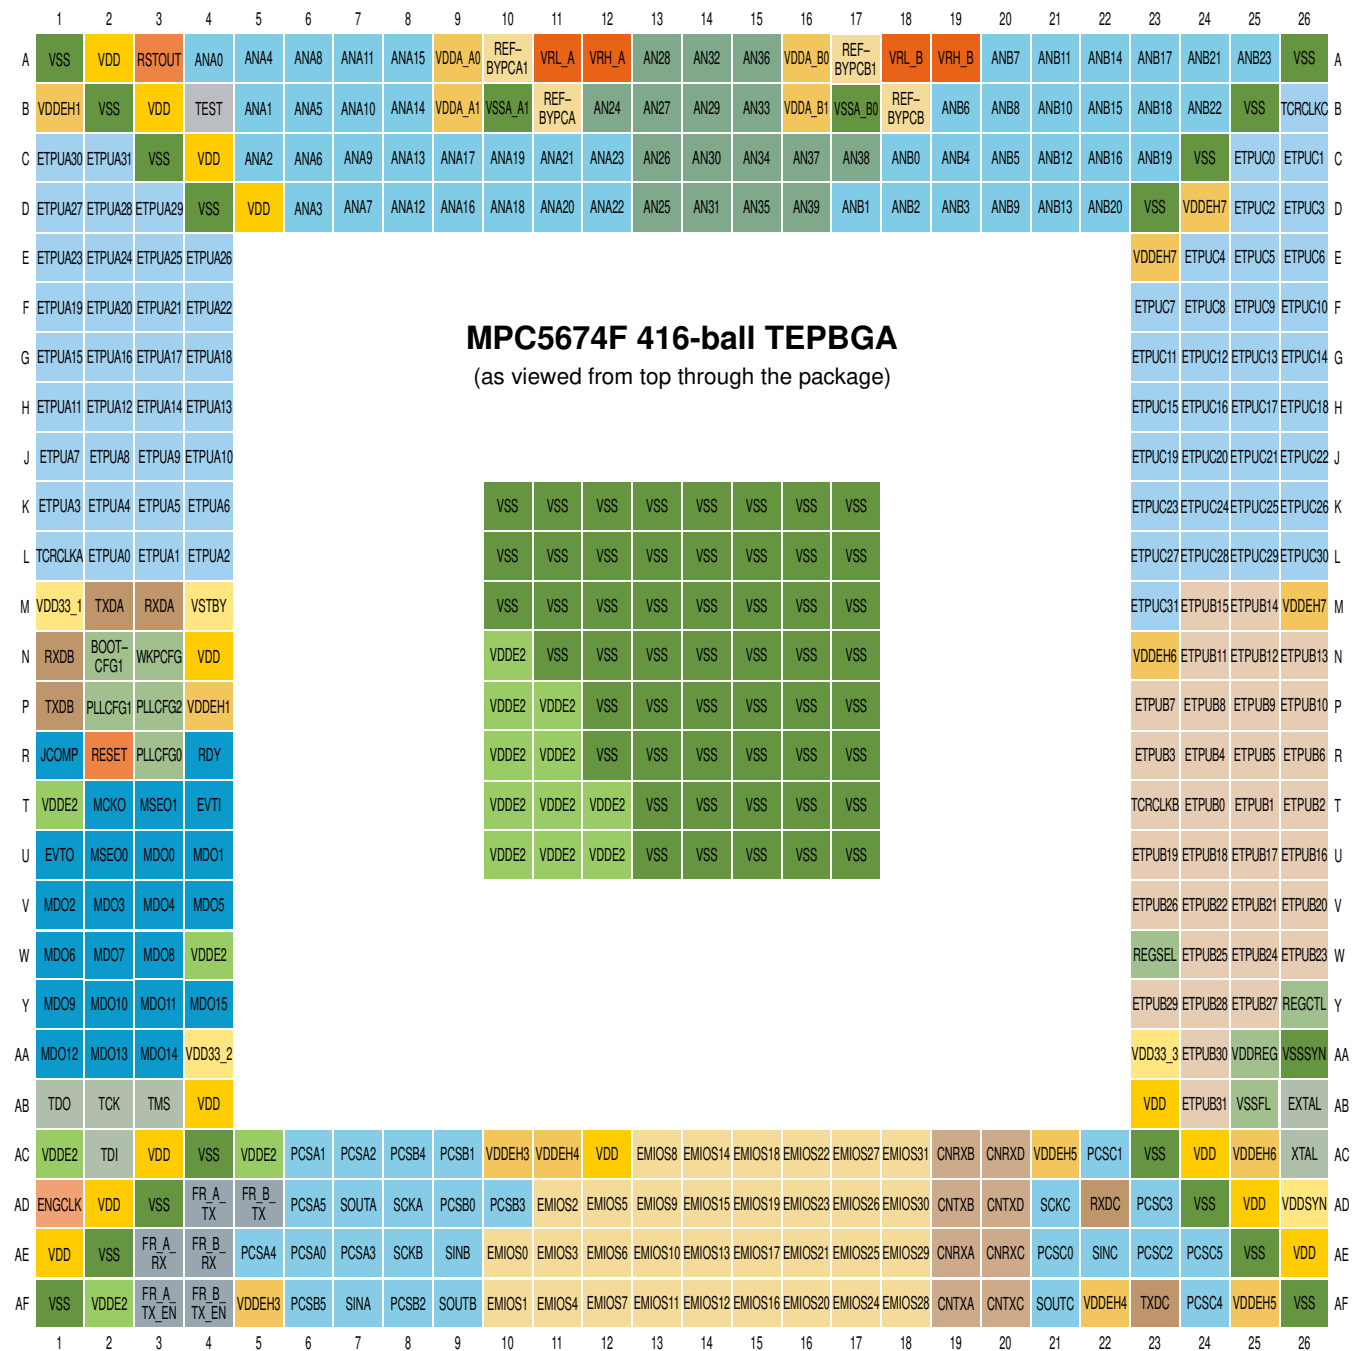 1 2 3 4 5 6 7 8 9 10 11 12 13 14 15 16 17 18 19 20 21 22 23 24 25 26
A VSS VDD RSTOUT ANA0 ANA4 ANA8 ANA11 ANA15 VDDA_A0 REF– BYPCA1 VRL_A VRH_A AN28 AN32 AN36 VDDA_B0 REF– BYPCB1 VRL_B VRH_B ANB7 ANB11 ANB14 ANB17 ANB21 ANB23 VSS A
B VDDEH1 VSS VDD TEST ANA1 ANA5 ANA10 ANA14 VDDA_A1 VSSA_A1 REF– BYPCA AN24 AN27 AN29 AN33 VDDA_B1 VSSA_B0 REF– BYPCB ANB6 ANB8 ANB10 ANB15 ANB18 ANB22 VSS TCRCLKC B
C ETPUA30 ETPUA31 VSS VDD ANA2 ANA6 ANA9 ANA13 ANA17 ANA19 ANA21 ANA23 AN26 AN30 AN34 AN37 AN38 ANB0 ANB4 ANB5 ANB12 ANB16 ANB19 VSS ETPUC0 ETPUC1 C
D ETPUA27 ETPUA28 ETPUA29 VSS VDD ANA3 ANA7 ANA12 ANA16 ANA18 ANA20 ANA22 AN25 AN31 AN35 AN39 ANB1 ANB2 ANB3 ANB9 ANB13 ANB20 VSS VDDEH7 ETPUC2 ETPUC3 D
E ETPUA23 ETPUA24 ETPUA25 ETPUA26 VDDEH7 ETPUC4 ETPUC5 ETPUC6 E
F ETPUA19 ETPUA20 ETPUA21 ETPUA22 ETPUC7 ETPUC8 ETPUC9 ETPUC10 F
MPC5674F 416-ball TEPBGA
G ETPUA15 ETPUA16 ETPUA17 ETPUA18 ETPUC11 ETPUC12 ETPUC13 ETPUC14 G
(as viewed from top through the package)
H ETPUA11 ETPUA12 ETPUA14 ETPUA13 ETPUC15 ETPUC16 ETPUC17 ETPUC18 H
J ETPUA7 ETPUA8 ETPUA9 ETPUA10 ETPUC19 ETPUC20 ETPUC21 ETPUC22 J
K ETPUA3 ETPUA4 ETPUA5 ETPUA6 VSS VSS VSS VSS VSS VSS VSS VSS ETPUC23 ETPUC24 ETPUC25 ETPUC26 K
L TCRCLKA ETPUA0 ETPUA1 ETPUA2 VSS VSS VSS VSS VSS VSS VSS VSS ETPUC27 ETPUC28 ETPUC29 ETPUC30 L
M VDD33_1 TXDA RXDA VSTBY VSS VSS VSS VSS VSS VSS VSS VSS ETPUC31 ETPUB15 ETPUB14 VDDEH7 M
N RXDB BOOT– CFG1 WKPCFG VDD VDDE2 VSS VSS VSS VSS VSS VSS VSS VDDEH6 ETPUB11 ETPUB12 ETPUB13 N
P TXDB PLLCFG1 PLLCFG2 VDDEH1 VDDE2 VDDE2 VSS VSS VSS VSS VSS VSS ETPUB7 ETPUB8 ETPUB9 ETPUB10 P
R JCOMP RESET PLLCFG0 RDY VDDE2 VDDE2 VSS VSS VSS VSS VSS VSS ETPUB3 ETPUB4 ETPUB5 ETPUB6 R
T VDDE2 MCKO MSEO1 EVTI VDDE2 VDDE2 VDDE2 VSS VSS VSS VSS VSS TCRCLKB ETPUB0 ETPUB1 ETPUB2 T
U EVTO MSEO0 MDO0 MDO1 VDDE2 VDDE2 VDDE2 VSS VSS VSS VSS VSS ETPUB19 ETPUB18 ETPUB17 ETPUB16 U
V MDO2 MDO3 MDO4 MDO5 ETPUB26 ETPUB22 ETPUB21 ETPUB20 V
W MDO6 MDO7 MDO8 VDDE2 REGSEL ETPUB25 ETPUB24 ETPUB23 W
Y MDO9 MDO10 MDO11 MDO15 ETPUB29 ETPUB28 ETPUB27 REGCTL Y
AA MDO12 MDO13 MDO14 VDD33_2 VDD33_3 ETPUB30 VDDREG VSSSYN AA
AB TDO TCK TMS VDD VDD ETPUB31 VSSFL EXTAL AB
AC VDDE2 TDI VDD VSS VDDE2 PCSA1 PCSA2 PCSB4 PCSB1 VDDEH3 VDDEH4 VDD EMIOS8 EMIOS14 EMIOS18 EMIOS22 EMIOS27 EMIOS31 CNRXB CNRXD VDDEH5 PCSC1 VSS VDD VDDEH6 XTAL AC
AD ENGCLK VDD VSS FR_A_ TX FR_B_ TX PCSA5 SOUTA SCKA PCSB0 PCSB3 EMIOS2 EMIOS5 EMIOS9 EMIOS15 EMIOS19 EMIOS23 EMIOS26 EMIOS30 CNTXB CNTXD SCKC RXDC PCSC3 VSS VDD VDDSYN AD
AE VDD VSS FR_A_ RX FR_B_ RX PCSA4 PCSA0 PCSA3 SCKB SINB EMIOS0 EMIOS3 EMIOS6 EMIOS10 EMIOS13 EMIOS17 EMIOS21 EMIOS25 EMIOS29 CNRXA CNRXC PCSC0 SINC PCSC2 PCSC5 VSS VDD AE
AF VSS VDDE2 FR_A_ TX_EN FR_B_ TX_EN VDDEH3 PCSB5 SINA PCSB2 SOUTB EMIOS1 EMIOS4 EMIOS7 EMIOS11 EMIOS12 EMIOS16 EMIOS20 EMIOS24 EMIOS28 CNTXA CNTXC SOUTC VDDEH4 TXDC PCSC4 VDDEH5 VSS AF
1 2 3 4 5 6 7 8 9 10 11 12 13 14 15 16 17 18 19 20 21 22 23 24 25 26